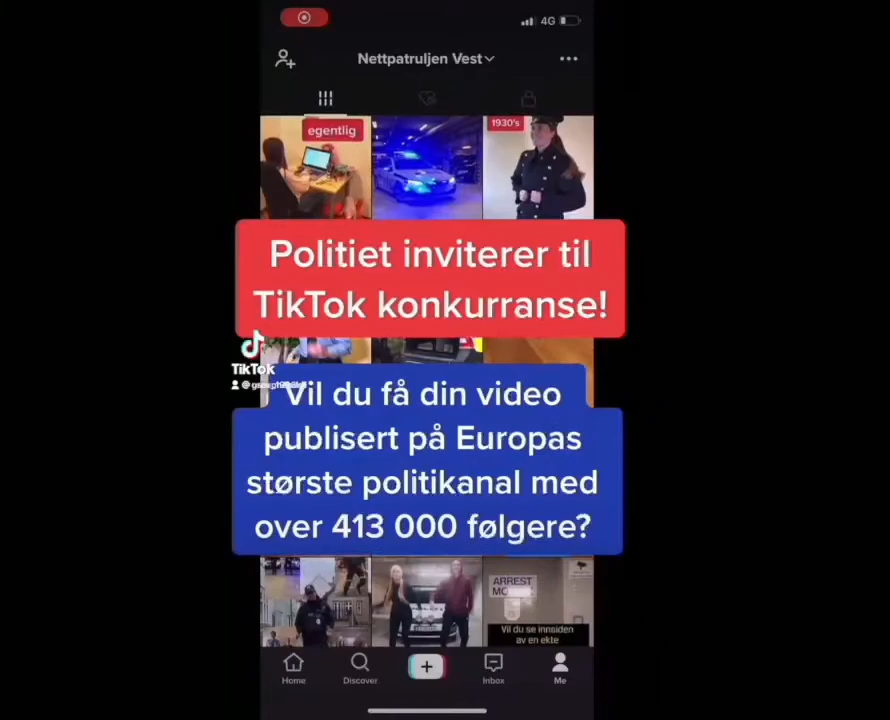 4G
Nettpatruljen Vest
egentlig
1930's
Politiet inviterer til
TikTok konkurranse!
TikTok
Vil du få din video
publisert på Europas
største politikanal med
over 413 000 følgere?
ARREST
Vil du se innsiden
av en ekte
Home
Discover
Inbox
Me